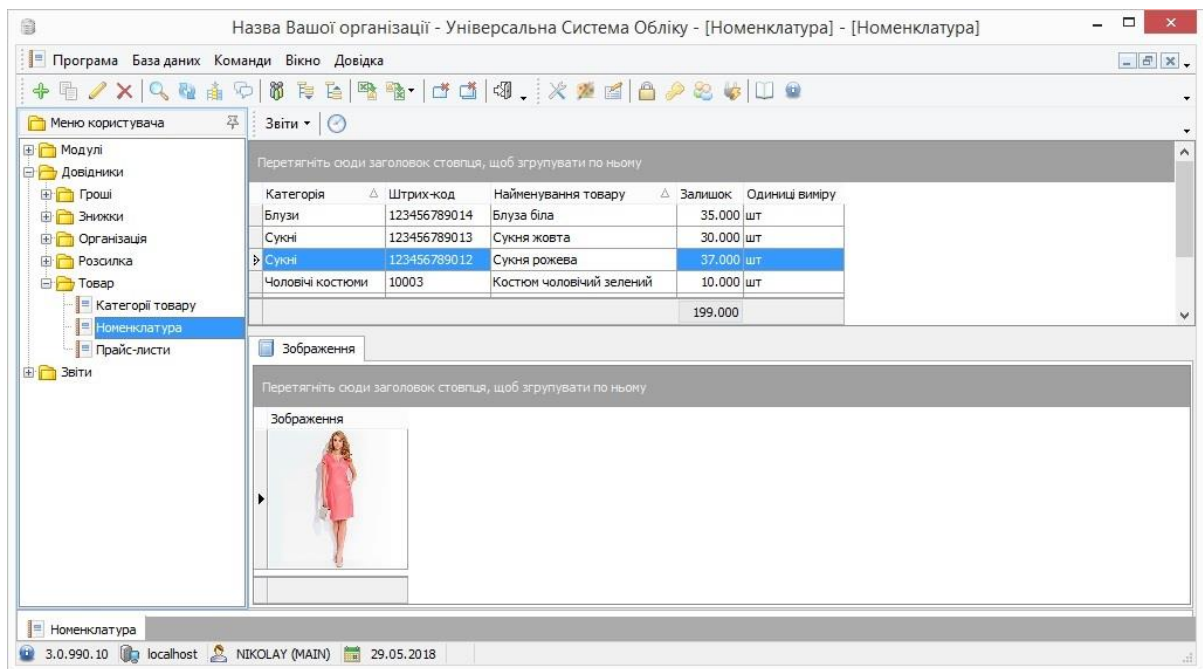 Назва Вашої організації - Універсальна Система Обліку - [Номенклатура] - [Номенклатура]
Програма База даних Команди Вікно Довідка
Меню користувача
Звіти
Модулі
Довідники
Гроші
Знижки
Організація
Розсилка
Товар
Категорії товару
Номенклатура
Прайс-листи
Звіти
Перетягніть сюди заголовок стовпця, щоб згрупувати по ньому
Категорія Штрих-код Найменування товару Залишок Одиниці виміру
Блузи 123456789014 Блуза біла 35.000 шт
Сукні 123456789013 Сукня жовта 30.000 шт
Сукні 123456789012 Сукня рожева 37.000 шт
Чоловічі костюми 10003 Костюм чоловічий зелений 10.000 шт
199.000
Зображення
Перетягніть сюди заголовок стовпця, щоб згрупувати по ньому
Зображення
Номенклатура
3.0.990.10 localhost NIKOLAY (MAIN) 29.05.2018